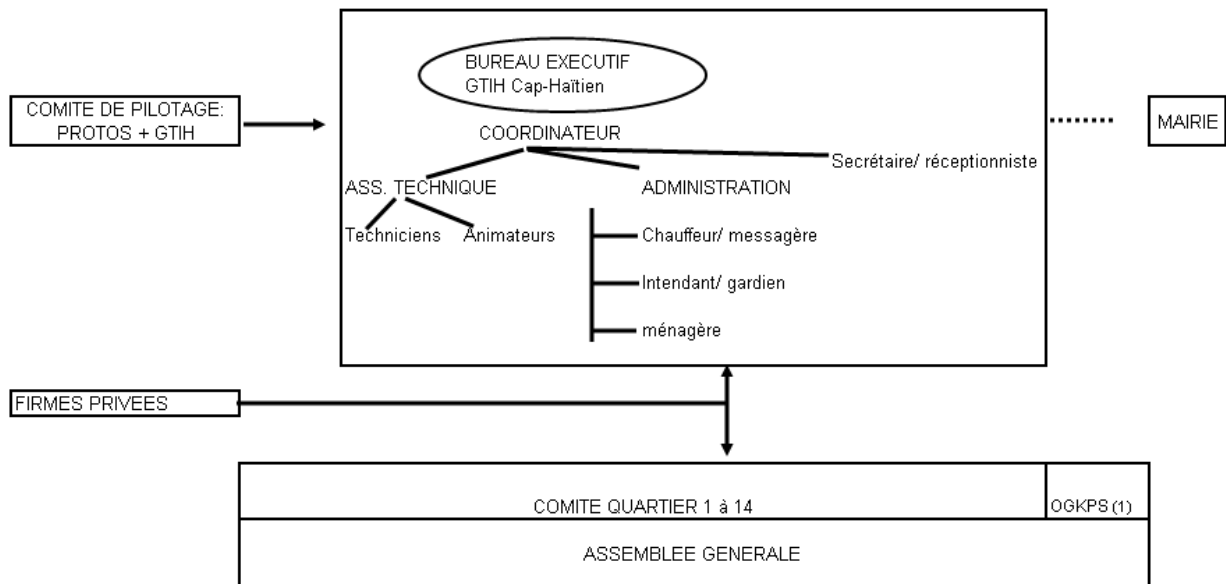 BUREAU EXECUTIF
GTIH Cap-Haïtien
COMITE DE PILOTAGE:
PROTOS + GTIH
MAIRIE
COORDINATEUR
Secrétaire/ réceptionniste
ASS. TECHNIQUE
ADMINISTRATION
Techniciens
Animateurs
Chauffeur/ messagère
Intendant/ gardien
ménagère
FIRMES PRIVEES
COMITE QUARTIER 1 à 14
OGKPS (1)
ASSEMBLEE GENERALE